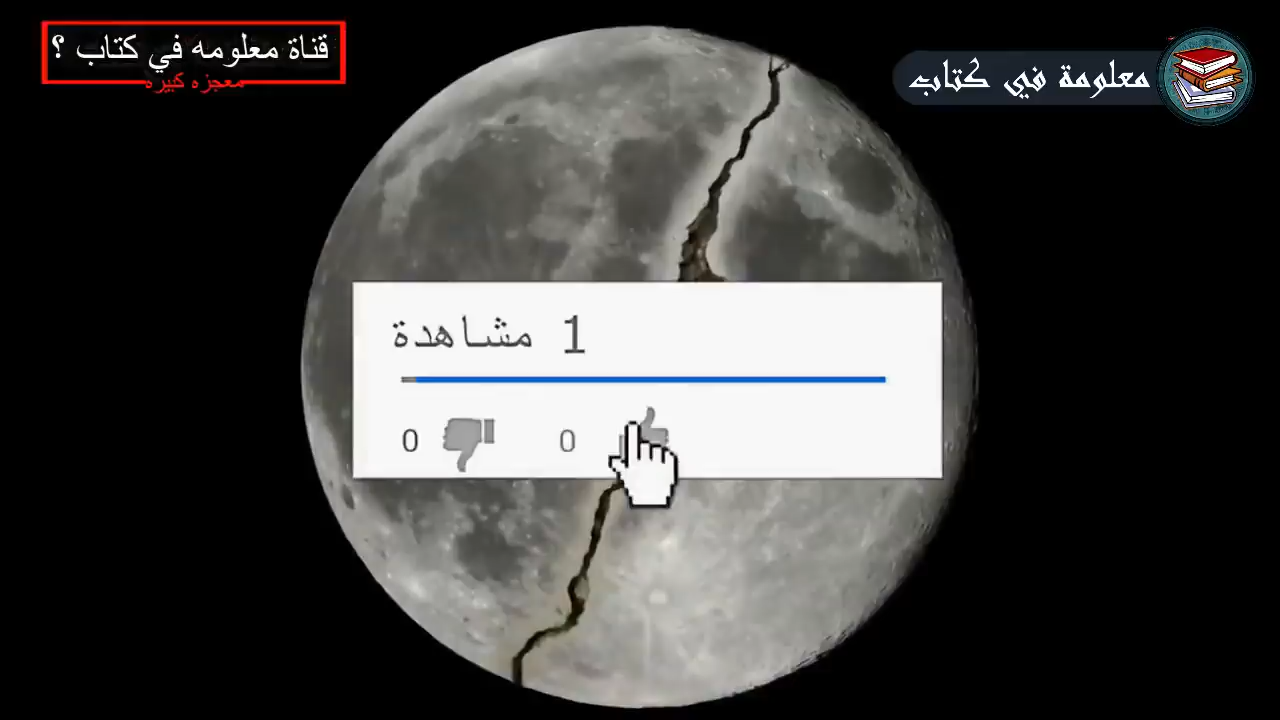 قناة معلومه في كتاب ؟
معجزه كبيره
معلومة في كتاب
1 مشاهدة
0 0